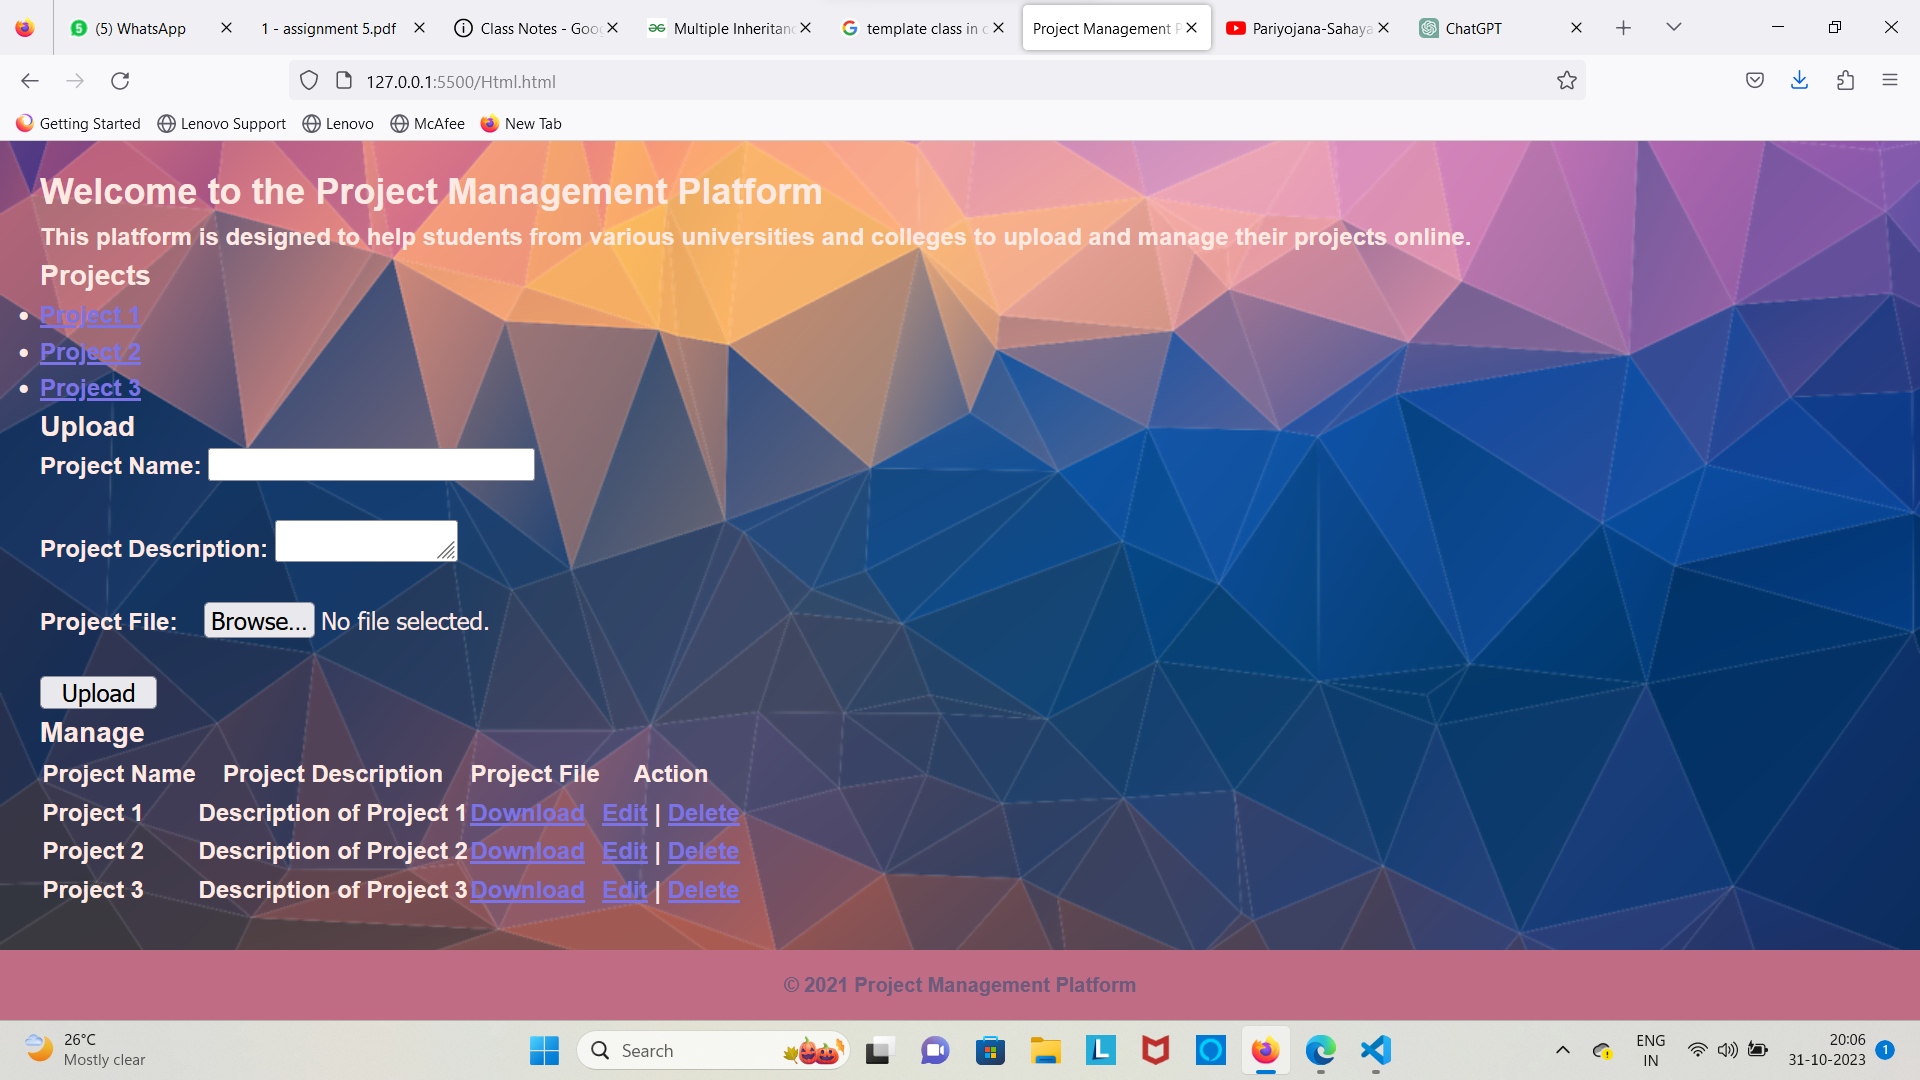 5 (5) WhatsApp
1 - assignment 5.pdf
Class Notes - Goo
Multiple Inheritanc
template class in c
Project Management P
Pariyojana-Sahaya
ChatGPT
127.0.0.1:5500/Html.html
Getting Started
Lenovo Support
Lenovo
McAfee
New Tab
Welcome to the Project Management Platform
This platform is designed to help students from various universities and colleges to upload and manage their projects online.
Projects
• Project 1
• Project 2
• Project 3
Upload
Project Name:
Project Description:
Project File: Browse... No file selected.
Upload
Manage
Project Name Project Description Project File Action
Project 1 Description of Project 1 Download Edit | Delete
Project 2 Description of Project 2 Download Edit | Delete
Project 3 Description of Project 3 Download Edit | Delete
© 2021 Project Management Platform
26°C
Mostly clear
Search
L
ENG
IN
20:06
31-10-2023
1